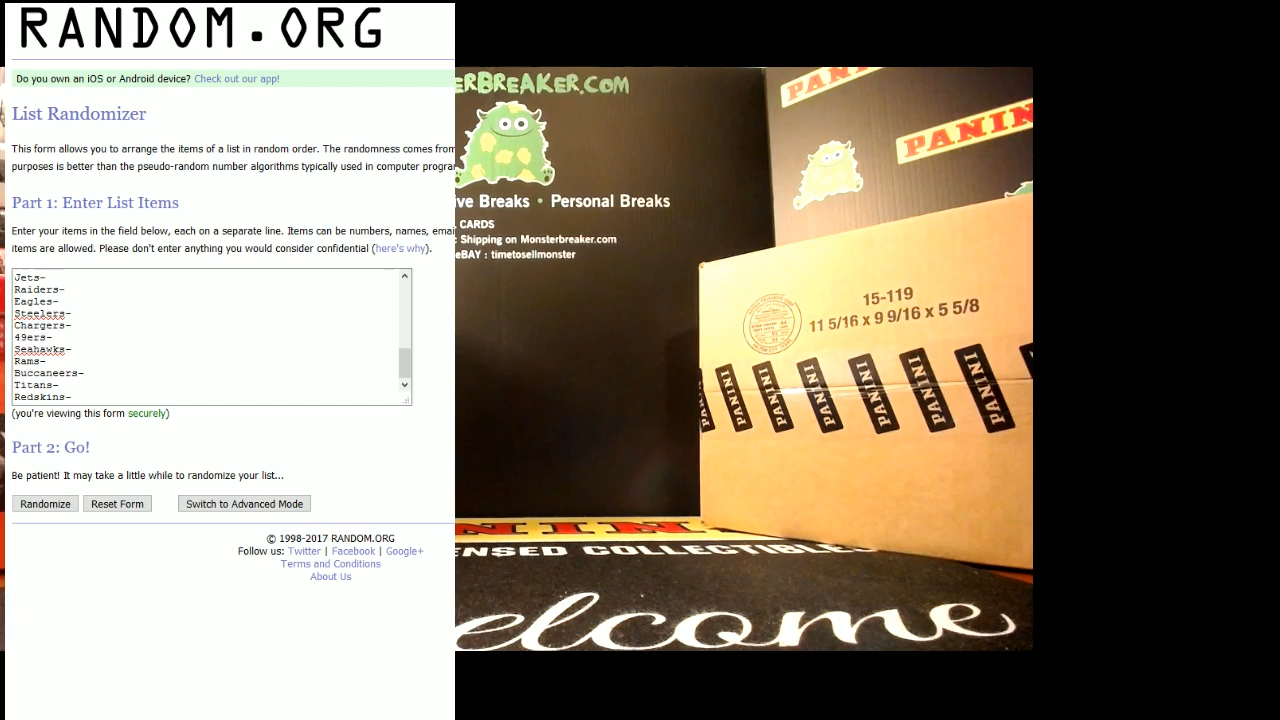 RANDOM.ORG
Do you own an iOS or Android device? Check out our app!
List Randomizer
This form allows you to arrange the items of a list in random order. The randomness comes from
purposes is better than the pseudo-random number algorithms typically used in computer progra
Part 1: Enter List Items
Enter your items in the field below, each on a separate line. Items can be numbers, names, emai
items are allowed. Please don't enter anything you would consider confidential (here's why).
Jets-
Raiders-
Eagles-
Steelers-
Chargers-
49ers-
Seahawks-
Rams-
Buccaneers-
Titans-
Redskins-
(you're viewing this form securely)
Part 2: Go!
Be patient! It may take a little while to randomize your list...
Randomize Reset Form Switch to Advanced Mode
© 1998-2017 RANDOM.ORG
Follow us: Twitter | Facebook | Google+
Terms and Conditions
About Us
ERBREAKER.COM
ive Breaks • Personal Breaks
CARDS
: Shipping on Monsterbreaker.com
eBAY : timetosellmonster
PANINI
PANINI
15-119
11 5/16 x 9 9/16 x 5 5/8
PANINI PANINI PANINI PANINI PANINI PANINI PANINI
NINI
ENSED COLLECTIBLES
elcome